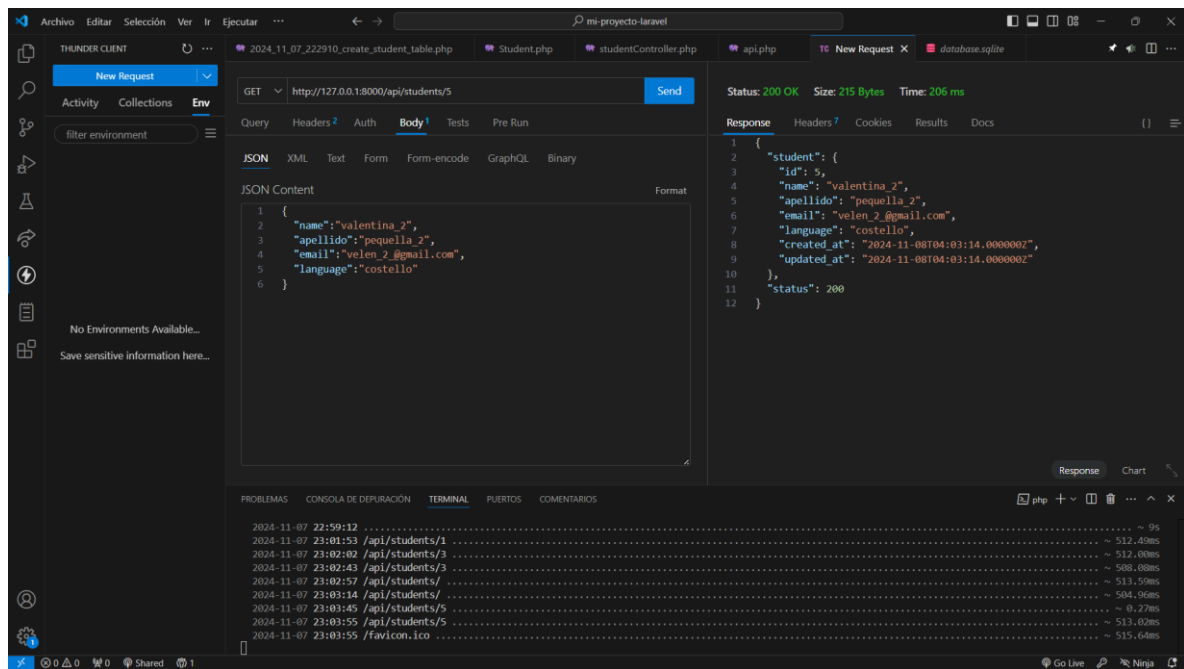 Archivo Editar Selección Ver Ir Ejecutar ··· mi-proyecto-laravel
THUNDER CLIENT
New Request
Activity Collections Env
filter environment
No Environments Available...
Save sensitive information here...
2024_11_07_222910_create_student_table.php Student.php studentController.php api.php TC New Request database.sqlite
GET http://127.0.0.1:8000/api/students/5 Send
Query Headers 2 Auth Body 1 Tests Pre Run
JSON XML Text Form Form-encode GraphQL Binary
JSON Content Format
1 {
2 "name":"valentina_2",
3 "apellido":"pequella_2",
4 "email":"velen_2_@gmail.com",
5 "language":"costello"
6 }
Status: 200 OK Size: 215 Bytes Time: 206 ms
Response Headers 7 Cookies Results Docs { }
1 {
2 "student": {
3 "id": 5,
4 "name": "valentina_2",
5 "apellido": "pequella_2",
6 "email": "velen_2_@gmail.com",
7 "language": "costello",
8 "created_at": "2024-11-08T04:03:14.000000Z",
9 "updated_at": "2024-11-08T04:03:14.000000Z"
10 },
11 "status": 200
12 }
Response Chart
PROBLEMAS CONSOLA DE DEPURACIÓN TERMINAL PUERTOS COMENTARIOS php
2024-11-07 22:59:12 ........ ~ 9s
2024-11-07 23:01:53 /api/students/1 ........ ~ 512.49ms
2024-11-07 23:02:02 /api/students/3 ........ ~ 512.00ms
2024-11-07 23:02:43 /api/students/3 ........ ~ 508.08ms
2024-11-07 23:02:57 /api/students/ ........ ~ 513.59ms
2024-11-07 23:03:14 /api/students/ ........ ~ 504.96ms
2024-11-07 23:03:45 /api/students/5 ........ ~ 0.27ms
2024-11-07 23:03:55 /api/students/5 ........ ~ 513.02ms
2024-11-07 23:03:55 /favicon.ico ........ ~ 515.64ms
0 0 0 Shared 1 Go Live Ninja